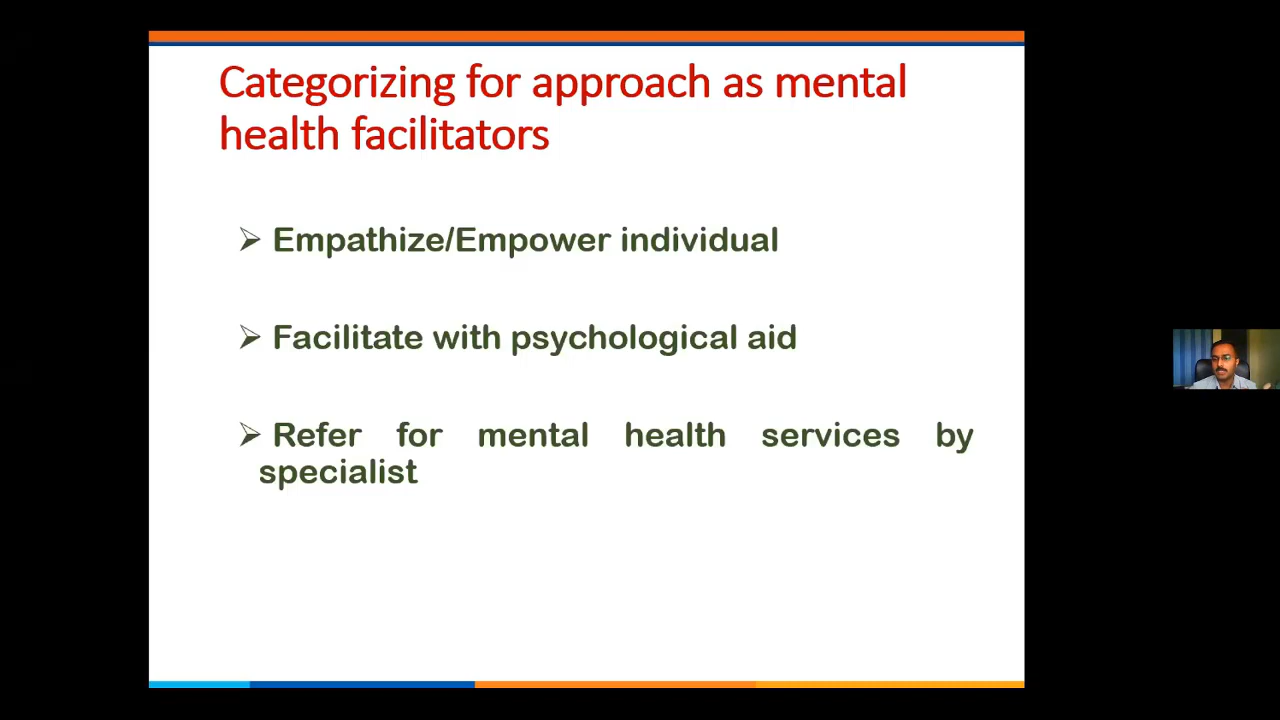 Categorizing for approach as mental
health facilitators
➢ Empathize/Empower individual
➢ Facilitate with psychological aid
➢ Refer for mental health services by
specialist